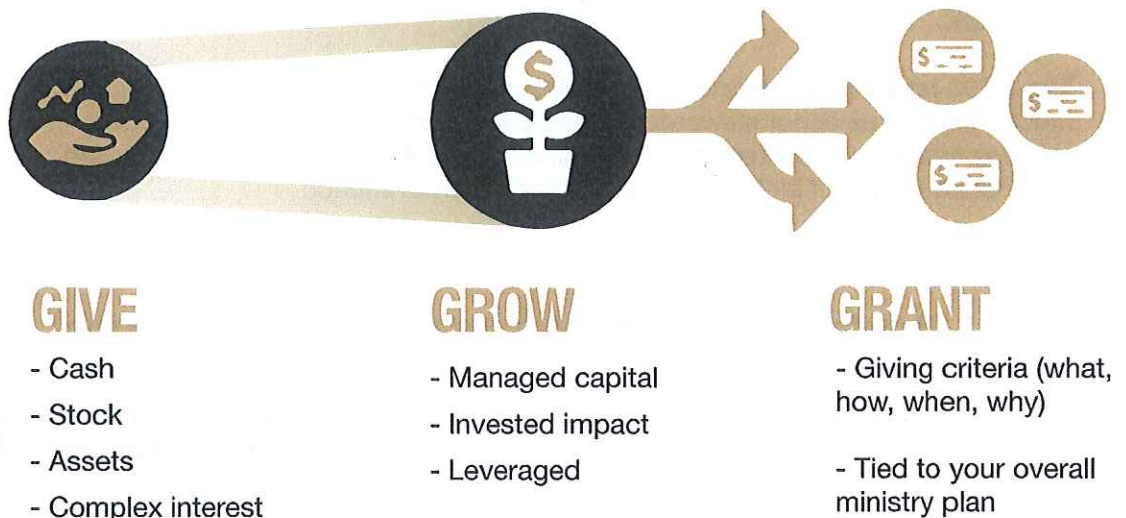 GIVE
- Cash
- Stock
- Assets
- Complex interest
$
GROW
- Managed capital
- Invested impact
- Leveraged
$
$
$
GRANT
- Giving criteria (what,
how, when, why)
- Tied to your overall
ministry plan